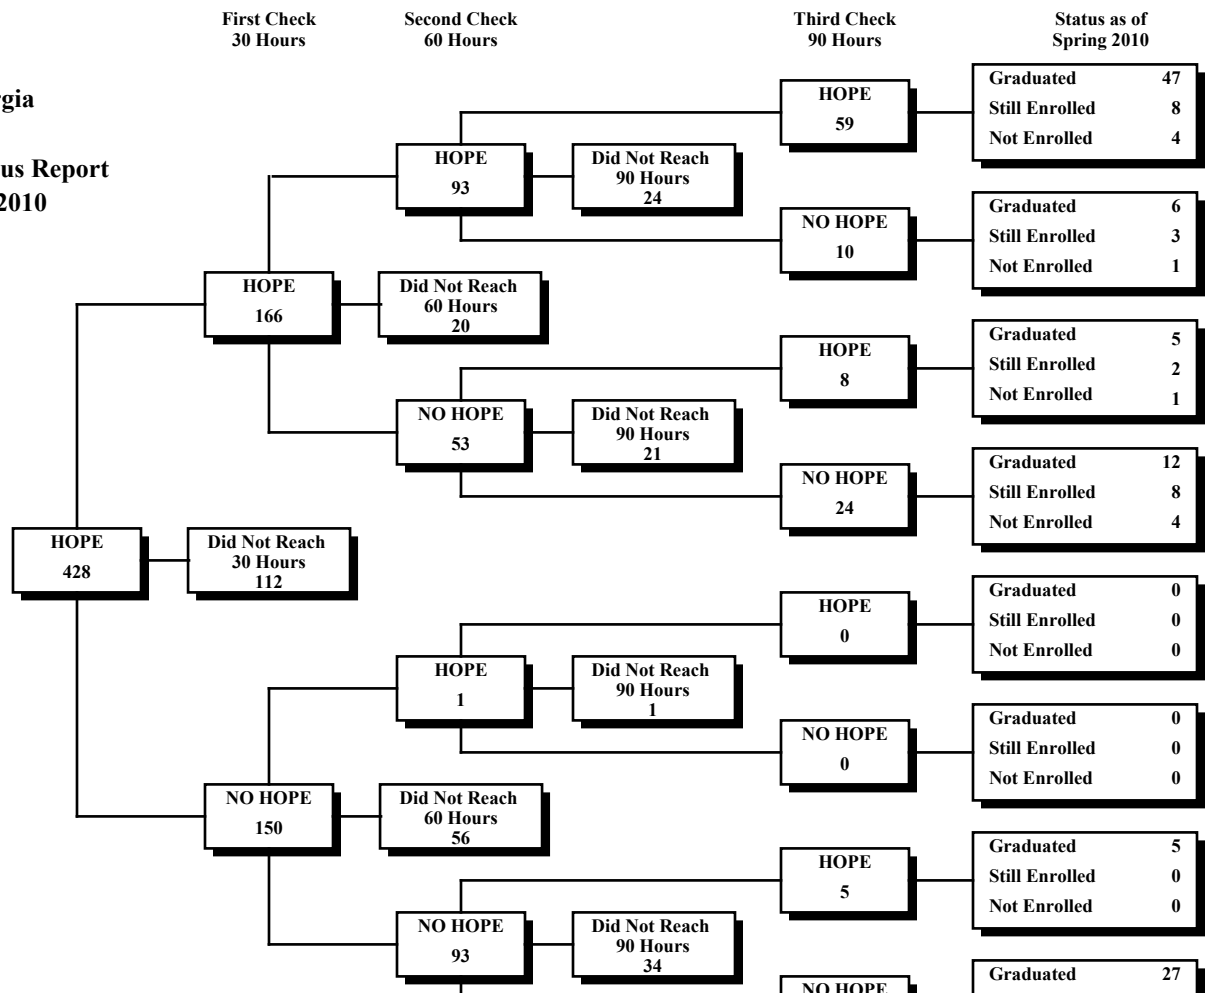 First Check
30 Hours
Second Check
60 Hours
Third Check
90 Hours
Status as of
Spring 2010
rgia
us Report
2010
HOPE
428
Did Not Reach
30 Hours
112
HOPE
166
Did Not Reach
60 Hours
20
HOPE
93
Did Not Reach
90 Hours
24
HOPE
59
Graduated 47
Still Enrolled 8
Not Enrolled 4
NO HOPE
10
Graduated 6
Still Enrolled 3
Not Enrolled 1
NO HOPE
53
Did Not Reach
90 Hours
21
HOPE
8
Graduated 5
Still Enrolled 2
Not Enrolled 1
NO HOPE
24
Graduated 12
Still Enrolled 8
Not Enrolled 4
NO HOPE
150
Did Not Reach
60 Hours
56
HOPE
1
Did Not Reach
90 Hours
1
HOPE
0
Graduated 0
Still Enrolled 0
Not Enrolled 0
NO HOPE
0
Graduated 0
Still Enrolled 0
Not Enrolled 0
NO HOPE
93
Did Not Reach
90 Hours
34
HOPE
5
Graduated 5
Still Enrolled 0
Not Enrolled 0
NO HOPE
Graduated 27